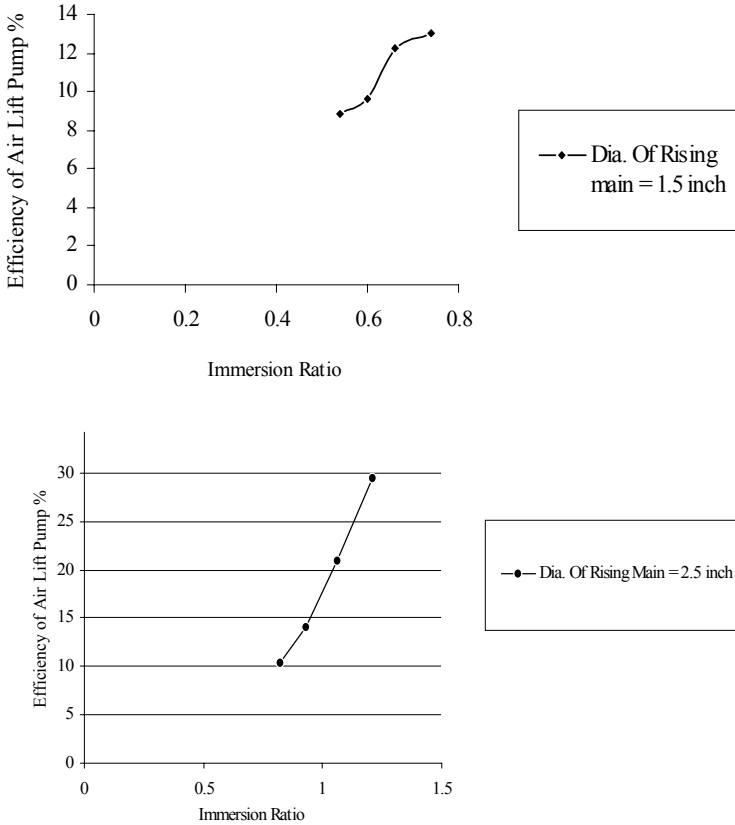 Efficiency of Air Lift Pump %
14
12
10
8
6
4
2
0
0 0.2 0.4 0.6 0.8
Immersion Ratio
Dia. Of Rising
main = 1.5 inch
Efficiency of Air Lift Pump %
30
25
20
15
10
5
0
0 0.5 1 1.5
Immersion Ratio
Dia. Of Rising Main = 2.5 inch